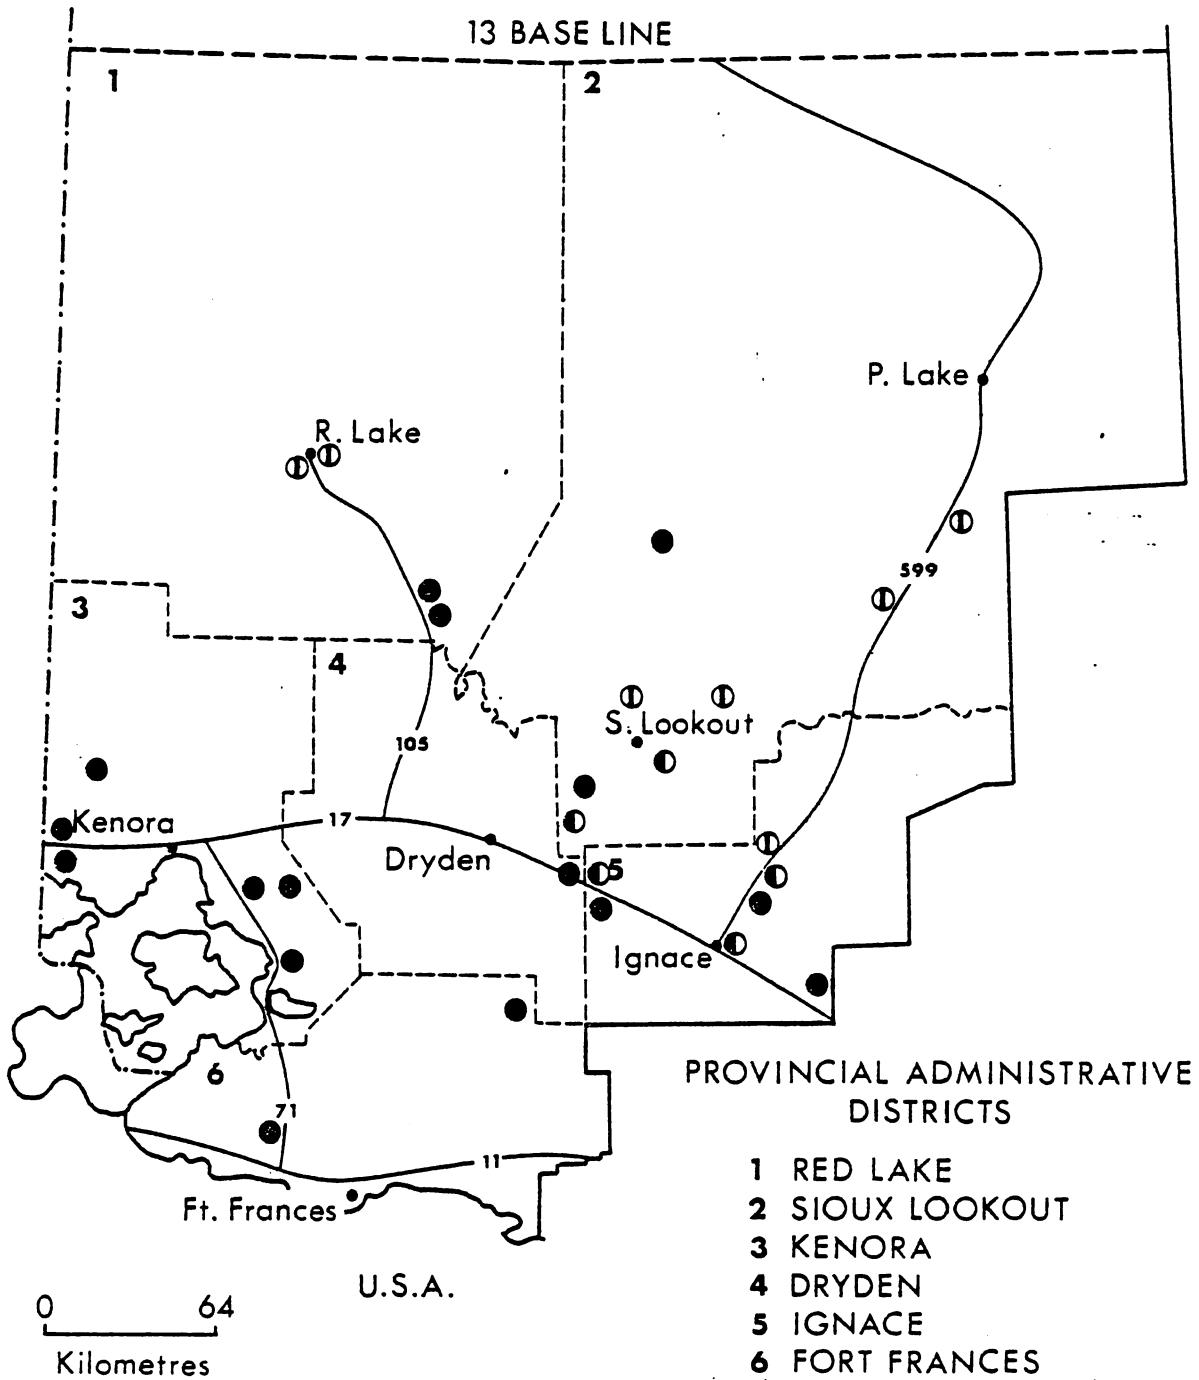 13 BASE LINE
1
2
P. Lake
R. Lake
599
3
4
S. Lookout
105
Kenora
17
Dryden
5
Ignace
6
71
11
Ft. Frances
U.S.A.
0 64
Kilometres
PROVINCIAL ADMINISTRATIVE
DISTRICTS
1 RED LAKE
2 SIOUX LOOKOUT
3 KENORA
4 DRYDEN
5 IGNACE
6 FORT FRANCES